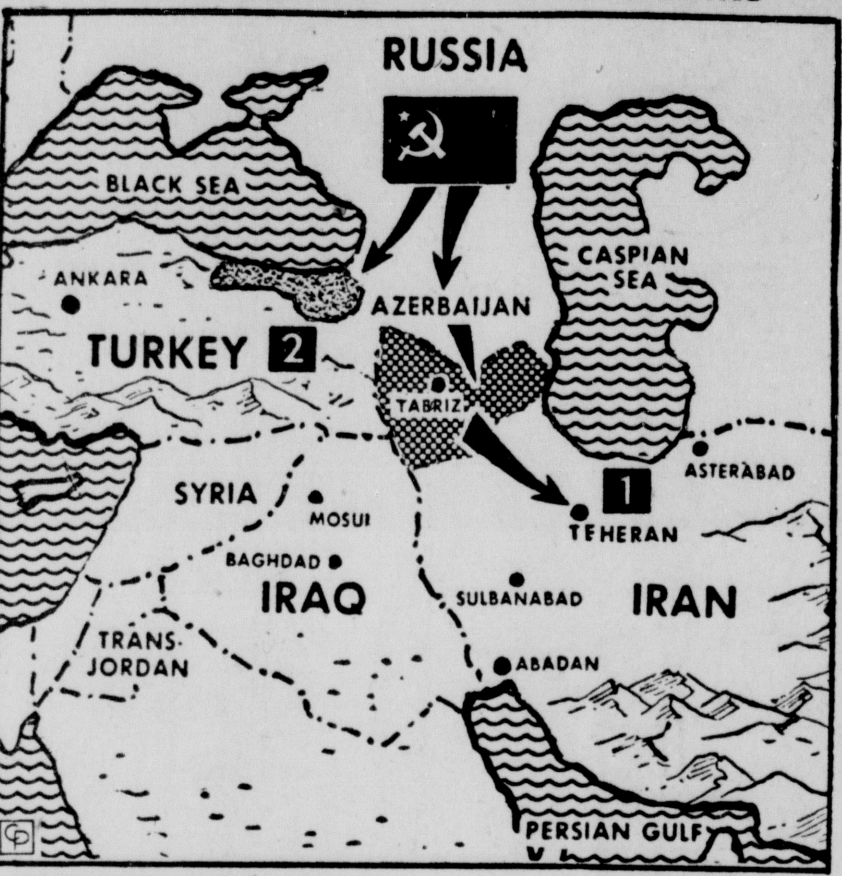 RUSSIA
BLACK SEA
CASPIAN
SEA
ANKARA
AZERBAIJAN
TURKEY 2
TABRIZ
ASTERABAD
SYRIA
1
MOSUL
TEHERAN
BAGHDAD
IRAQ
SULBANABAD
IRAN
TRANS-
JORDAN
ABADAN
PERSIAN GULF
CP